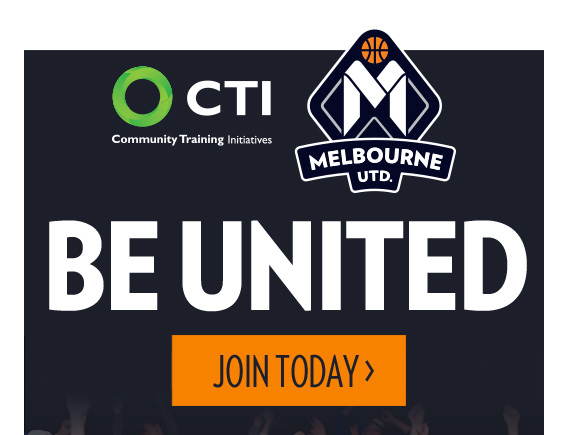 CTI
Community Training Initiatives
MELBOURNE
UTD.
BE UNITED
JOIN TODAY >